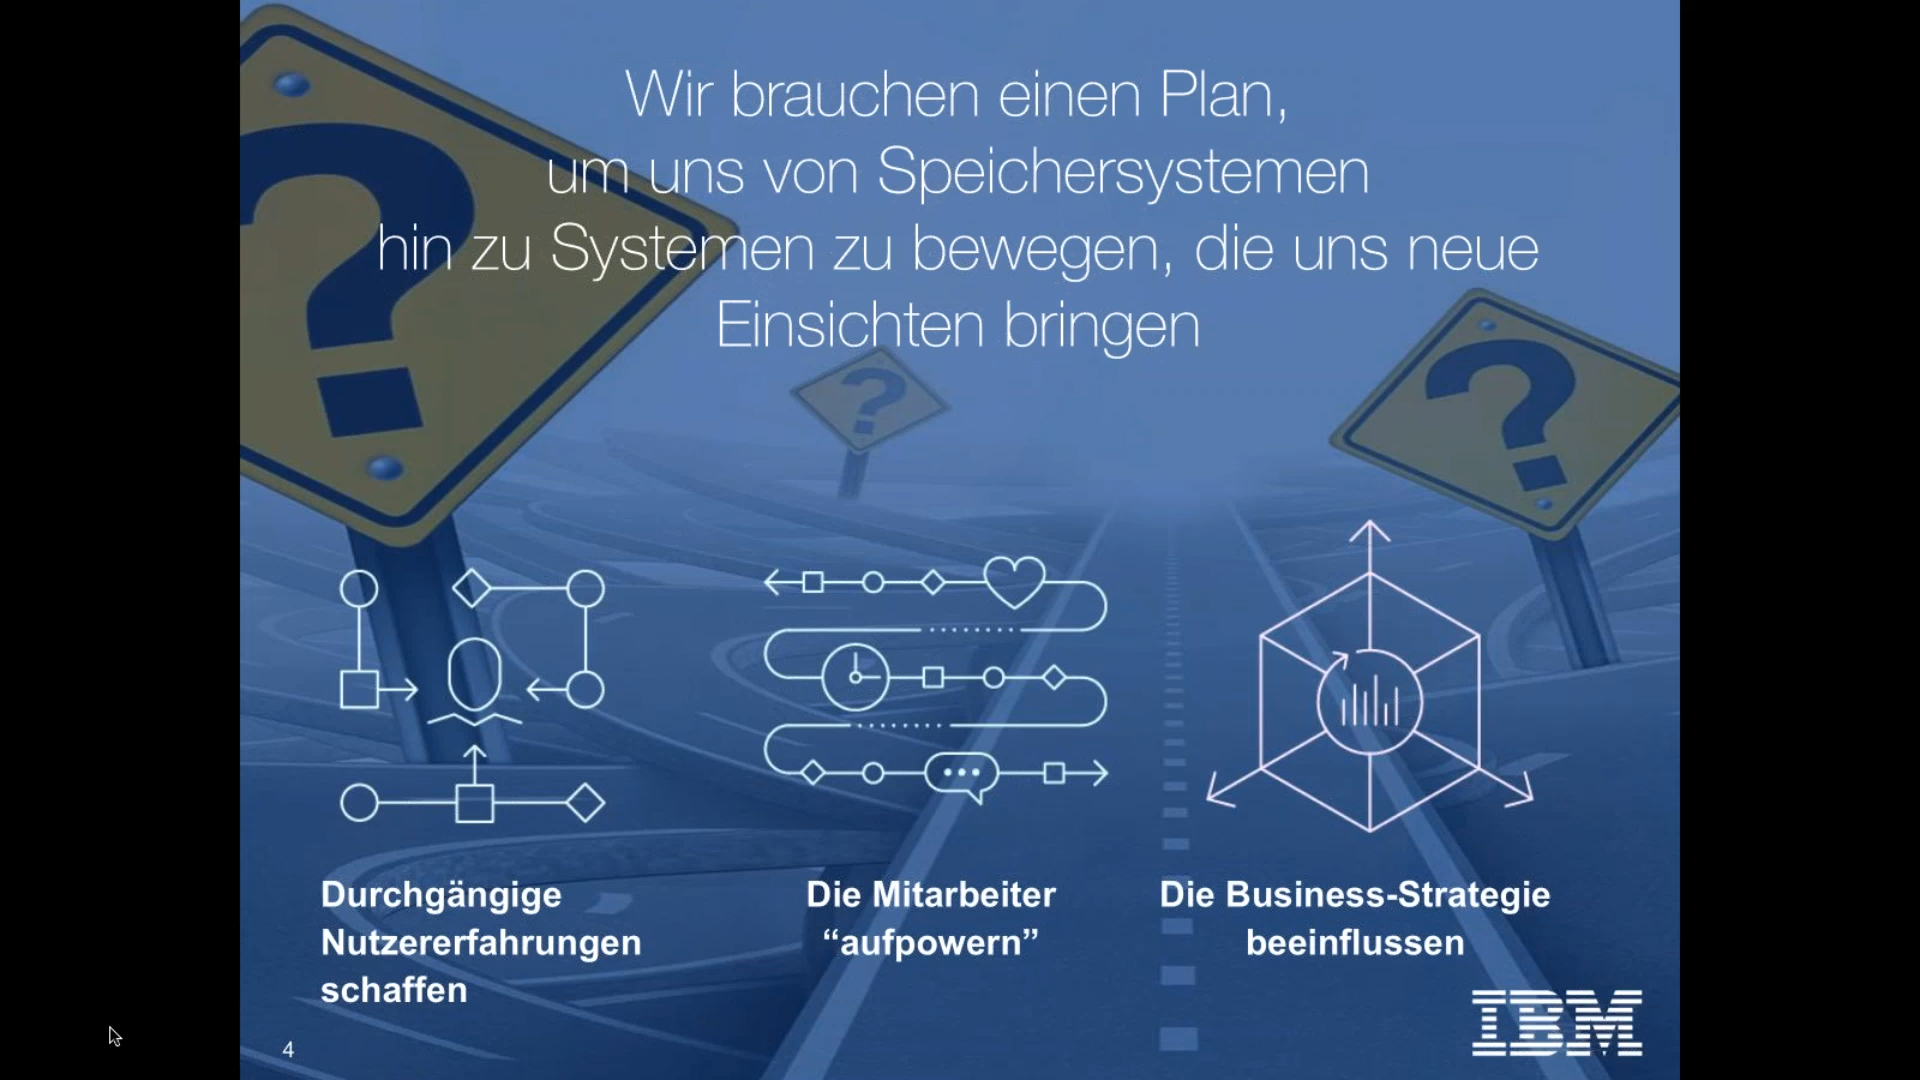 Wir brauchen einen Plan,
um uns von Speichersystemen
hin zu Systemen zu bewegen, die uns neue
Einsichten bringen
?
?
?
Durchgängige
Nutzererfahrungen
schaffen
Die Mitarbeiter
“aufpowern”
Die Business-Strategie
beeinflussen
4
IBM